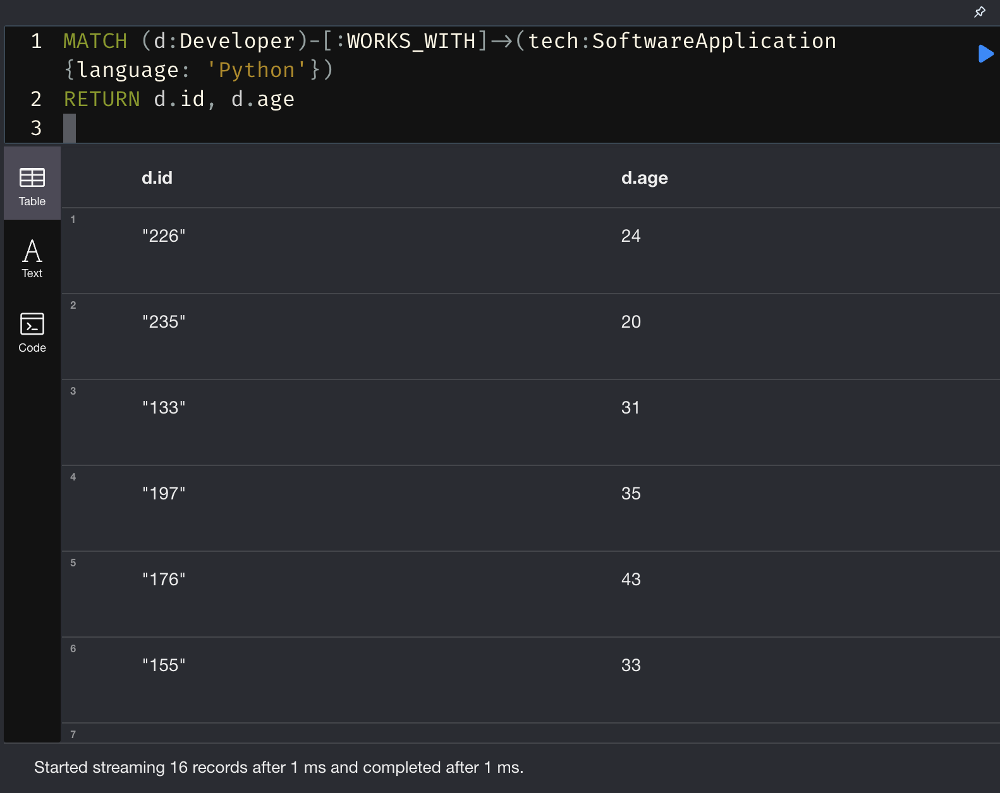 1 MATCH (d:Developer)-[:WORKS_WITH]->(tech:SoftwareApplication
{language: 'Python'})
2 RETURN d.id, d.age
3
Table
Text
Code
d.id d.age
1 "226" 24
2 "235" 20
3 "133" 31
4 "197" 35
5 "176" 43
6 "155" 33
7
Started streaming 16 records after 1 ms and completed after 1 ms.